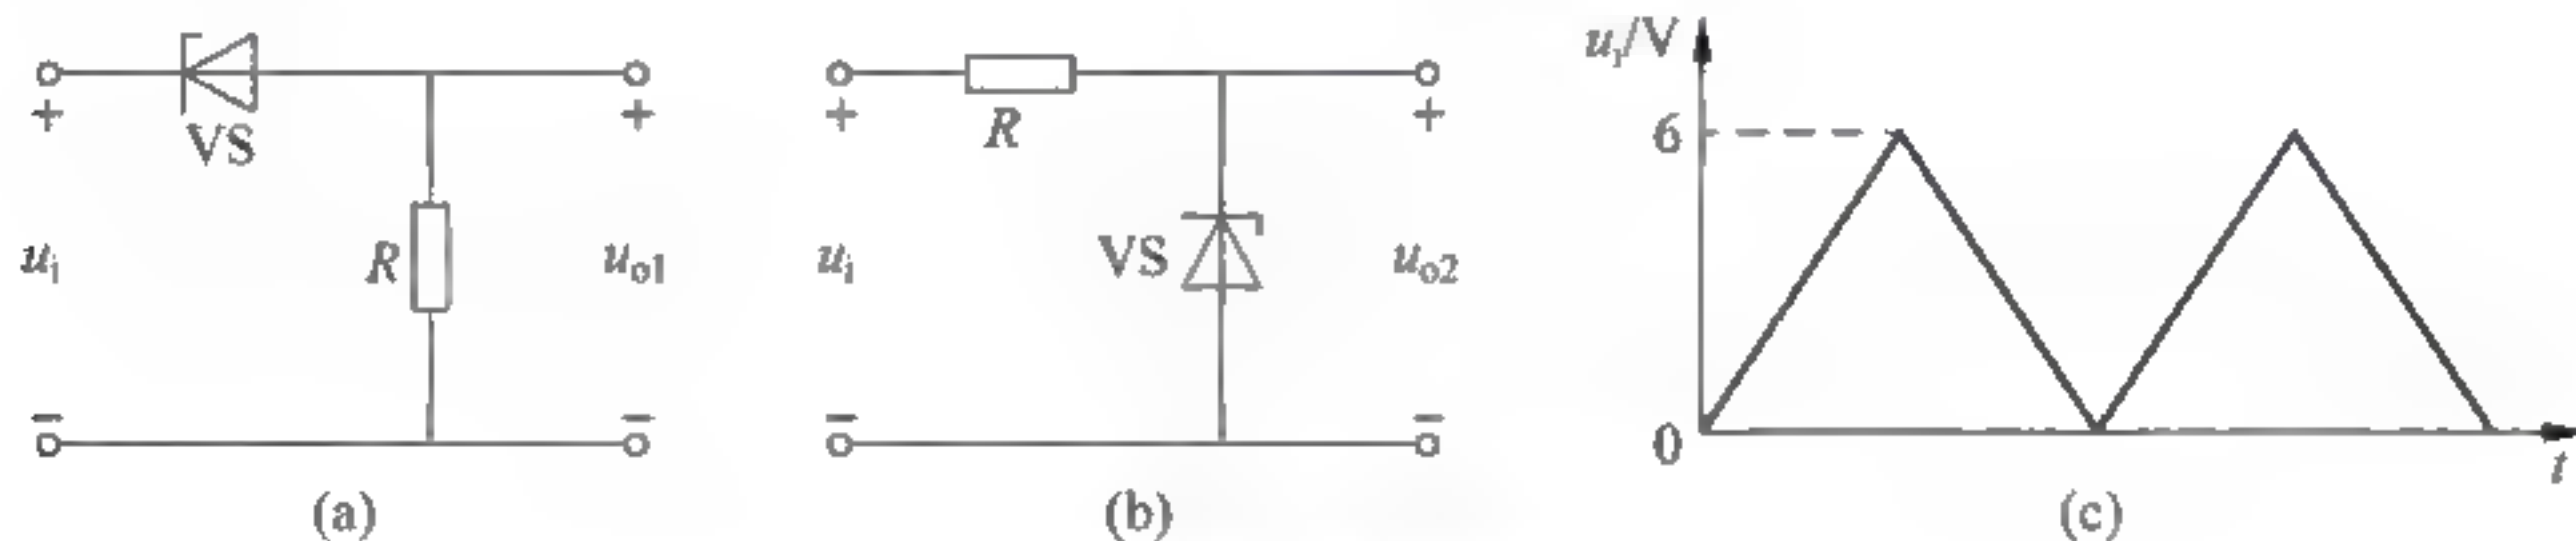 +
VS
R
u_i
u_o1
+
−
−
(a)
+
R
VS
u_i
u_o2
+
−
−
(b)
u_i/V
6
0
t
(c)